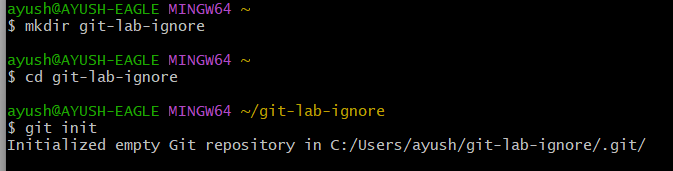 ayush@AYUSH-EAGLE MINGW64 ~
$ mkdir git-lab-ignore
ayush@AYUSH-EAGLE MINGW64 ~
$ cd git-lab-ignore
ayush@AYUSH-EAGLE MINGW64 ~/git-lab-ignore
$ git init
Initialized empty Git repository in C:/Users/ayush/git-lab-ignore/.git/